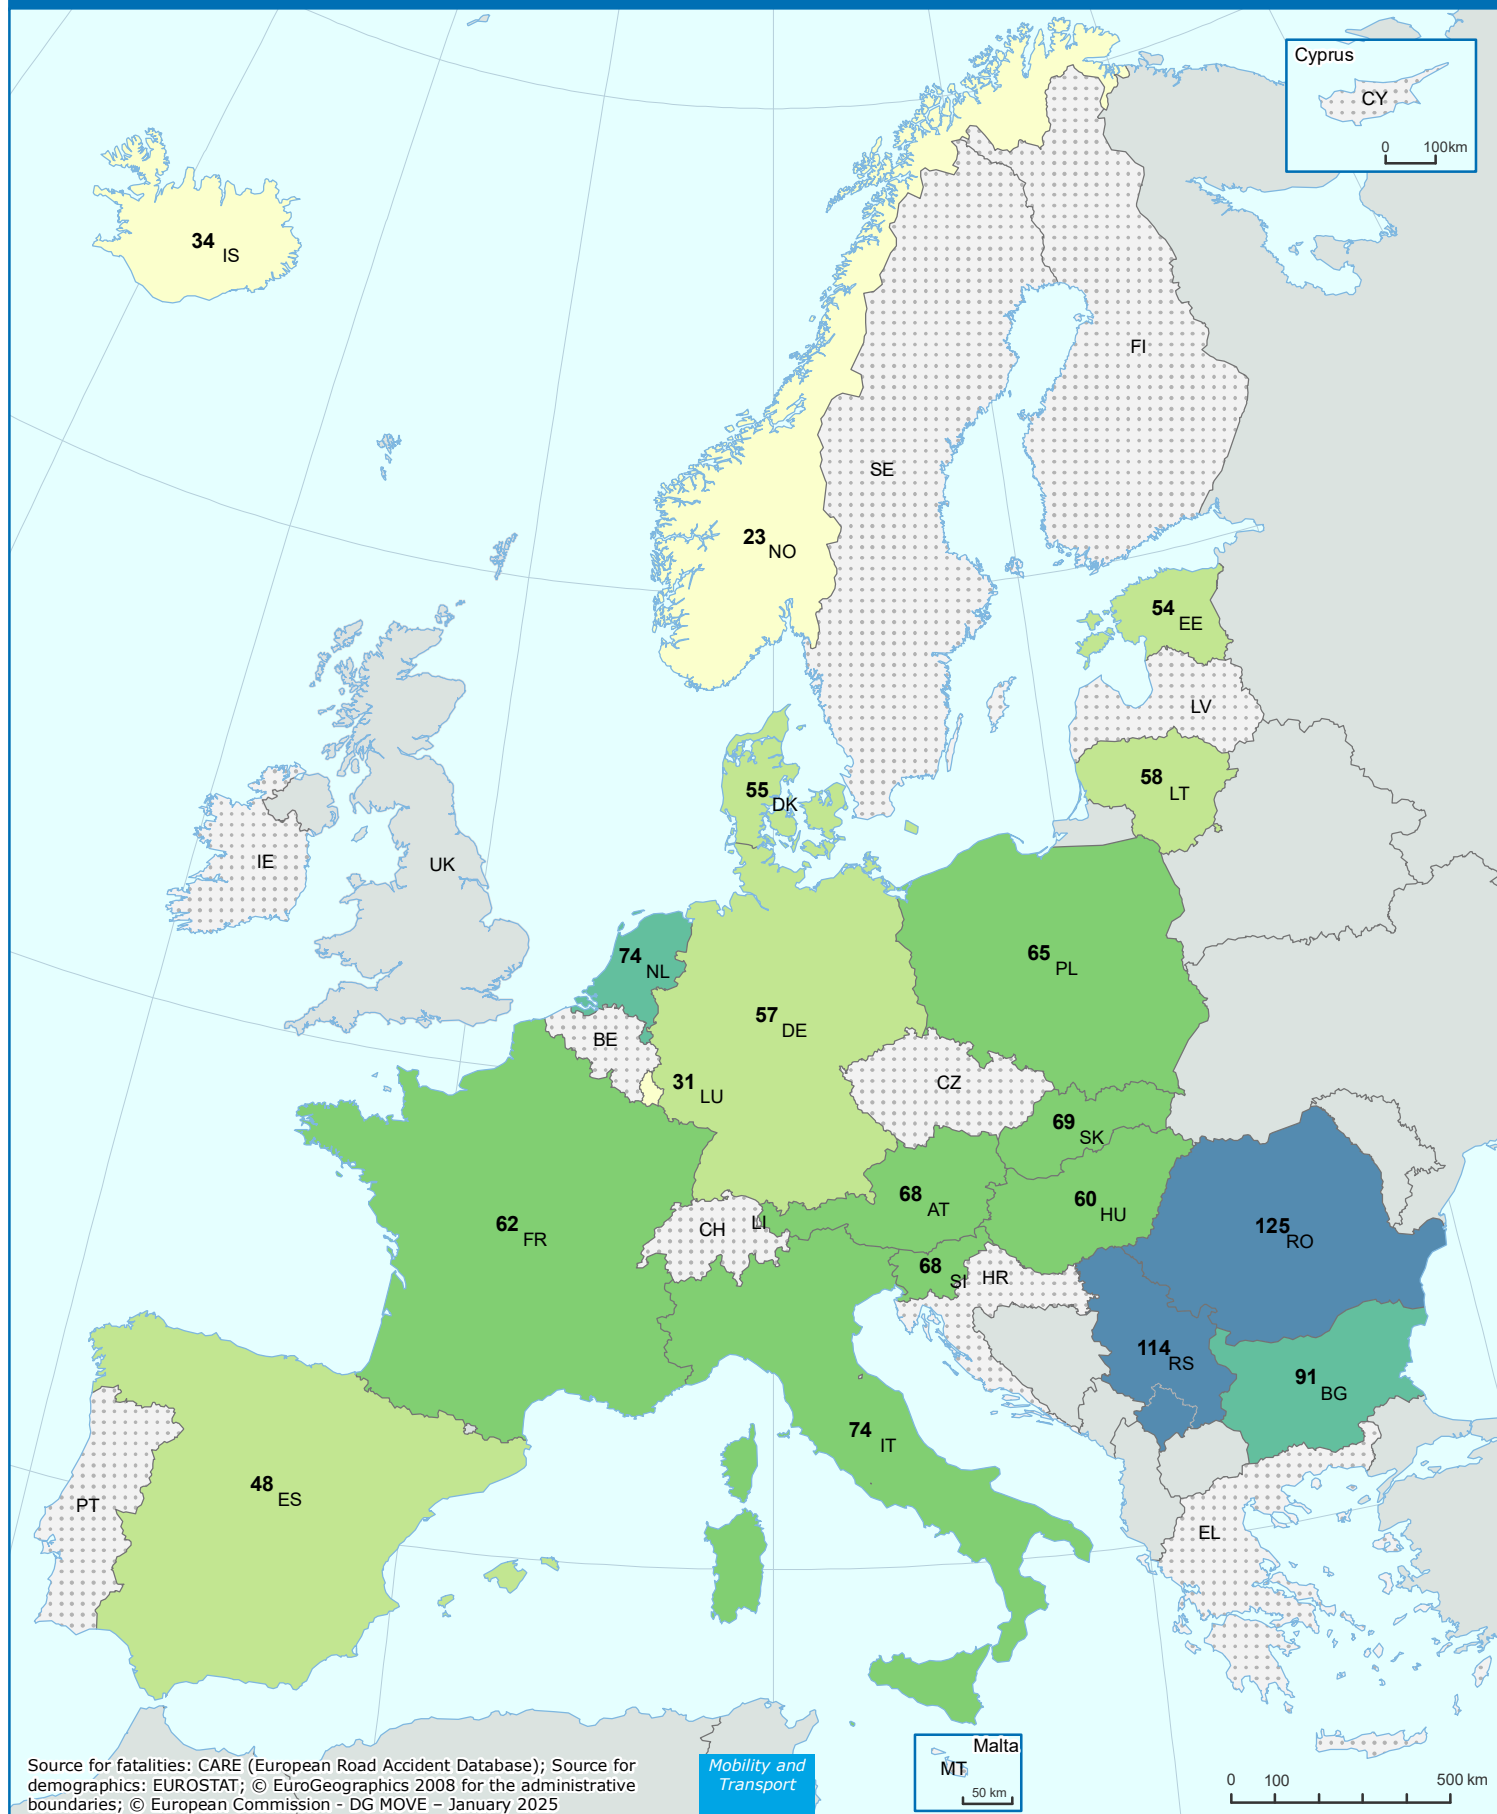 Cyprus
CY
0 100km
34 IS
FI
SE
23 NO
54 EE
LV
58 LT
55 DK
IE
UK
74 NL
65 PL
57 DE
BE
CZ
31 LU
69 SK
68 AT
60 HU
62 FR
CH
LI
125 RO
68 SI
HR
114 RS
91 BG
74 IT
48 ES
PT
EL
Malta
MT
50 km
Source for fatalities: CARE (European Road Accident Database); Source for
demographics: EUROSTAT; © EuroGeographics 2008 for the administrative
boundaries; © European Commission - DG MOVE – January 2025
Mobility and
Transport
0 100 500 km